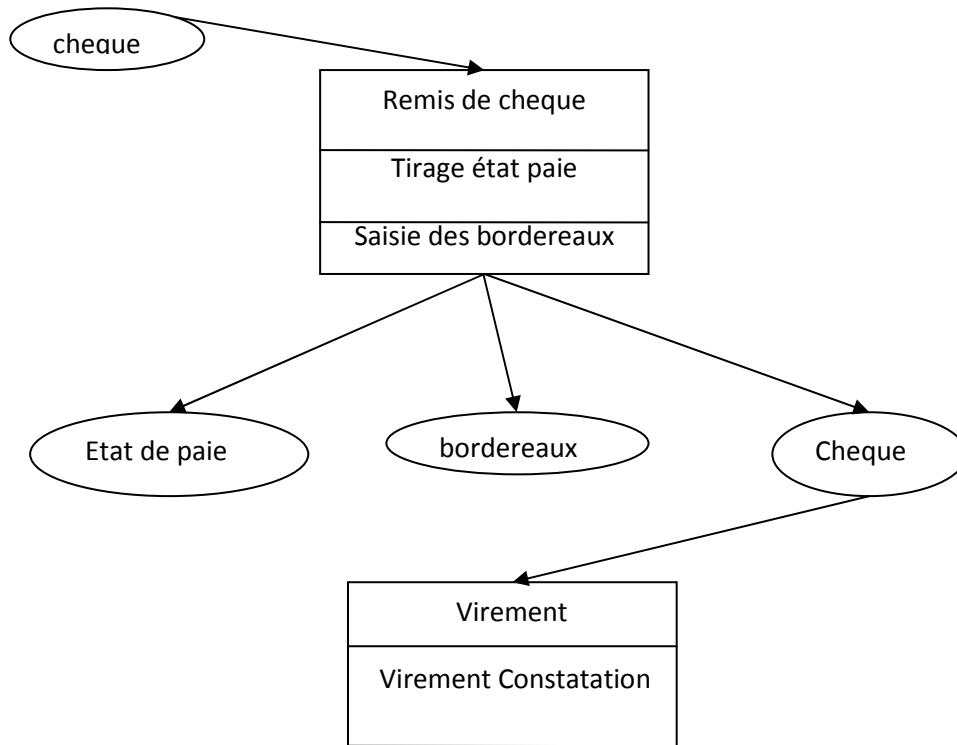 cheque
Remis de cheque
Tirage état paie
Saisie des bordereaux
Etat de paie
bordereaux
Cheque
Virement
Virement Constatation